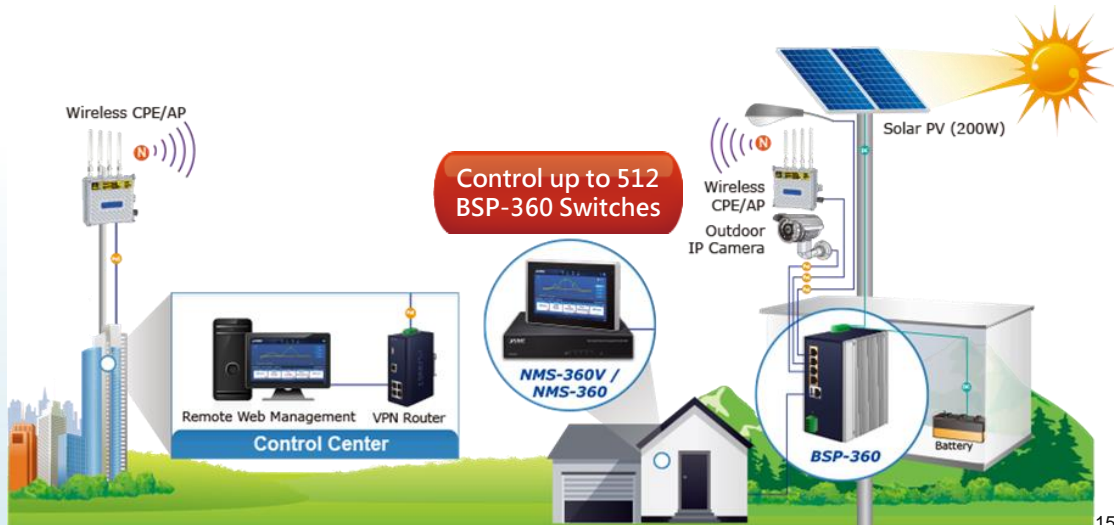 Wireless CPE/AP
N
Control up to 512
BSP-360 Switches
N
Solar PV (200W)
Wireless
CPE/AP
Outdoor
IP Camera
NMS-360V /
NMS-360
Remote Web Management
VPN Router
Control Center
BSP-360
Battery
15